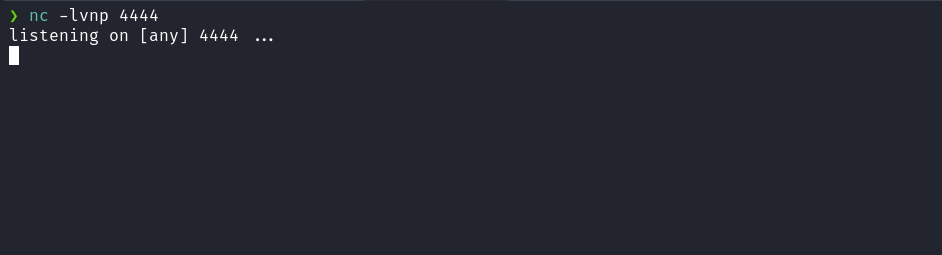 ❯ nc -lvnp 4444
listening on [any] 4444 ...